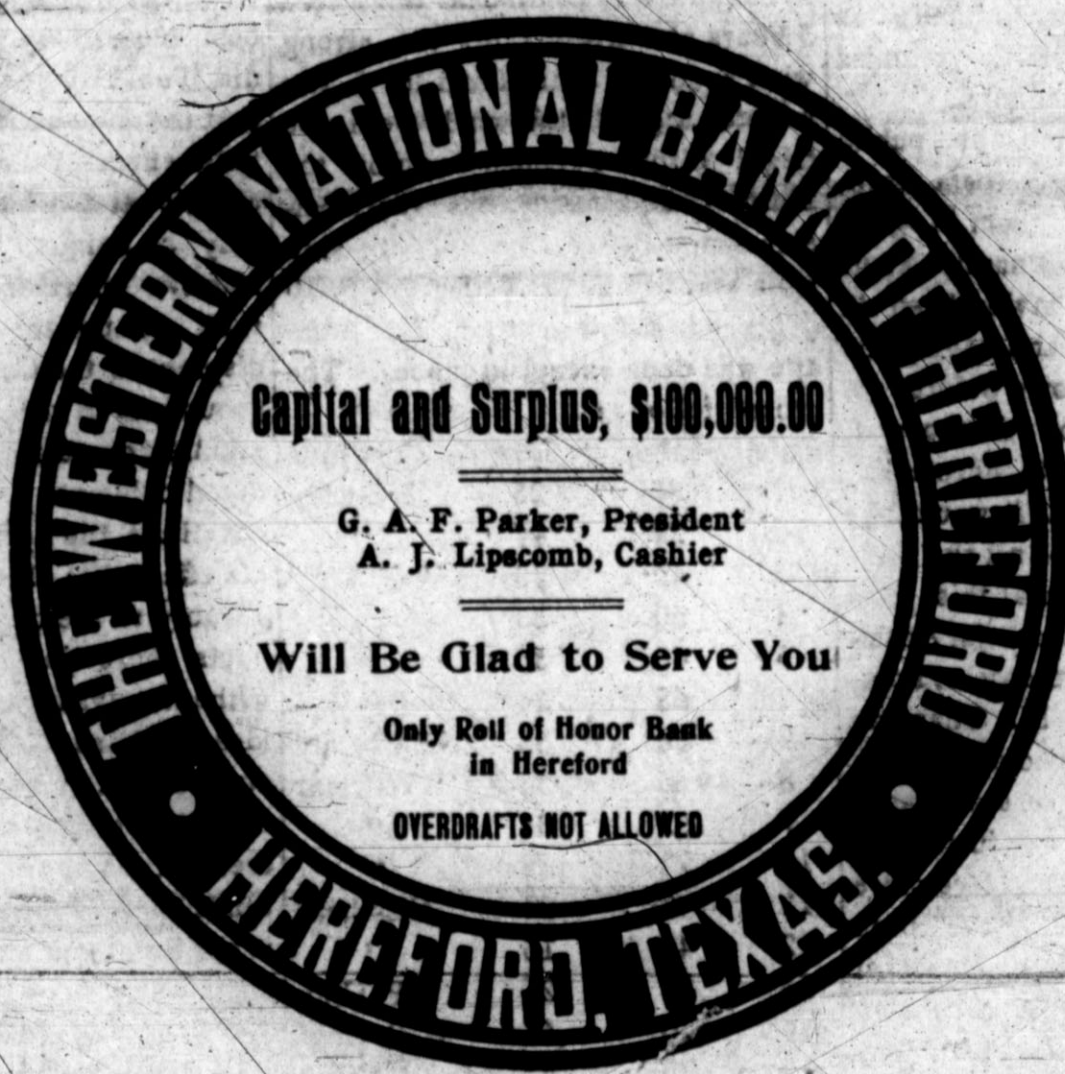 THE WESTERN NATIONAL BANK OF HEREFORD
Capital and Surplus, $100,000.00
G. A. F. Parker, President
A. J. Lipscomb, Cashier
Will Be Glad to Serve You
Only Roll of Honor Bank
in Hereford
OVERDRAFTS NOT ALLOWED
HEREFORD, TEXAS.